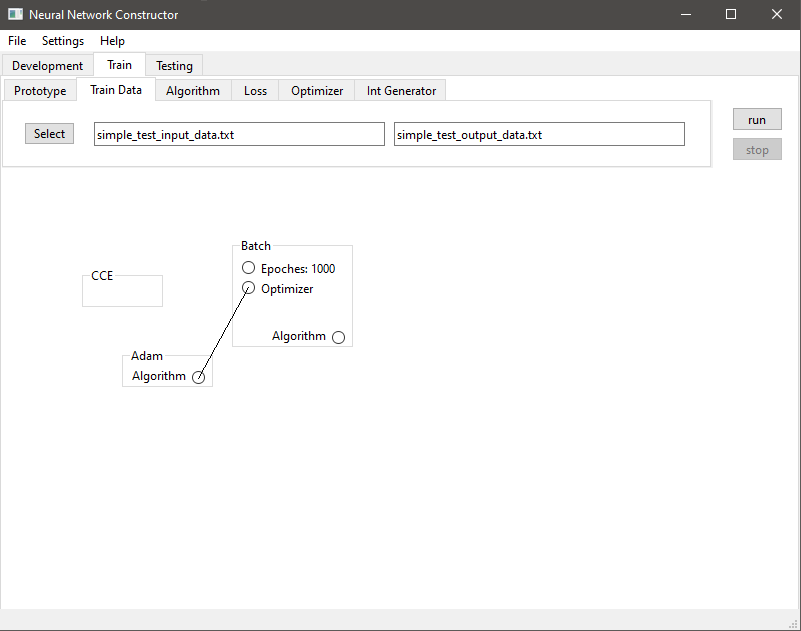 Neural Network Constructor
File Settings Help
Development Train Testing
Prototype Train Data Algorithm Loss Optimizer Int Generator
Select simple_test_input_data.txt simple_test_output_data.txt run
stop
Batch
Epoches: 1000
Optimizer
Algorithm
CCE
Adam
Algorithm